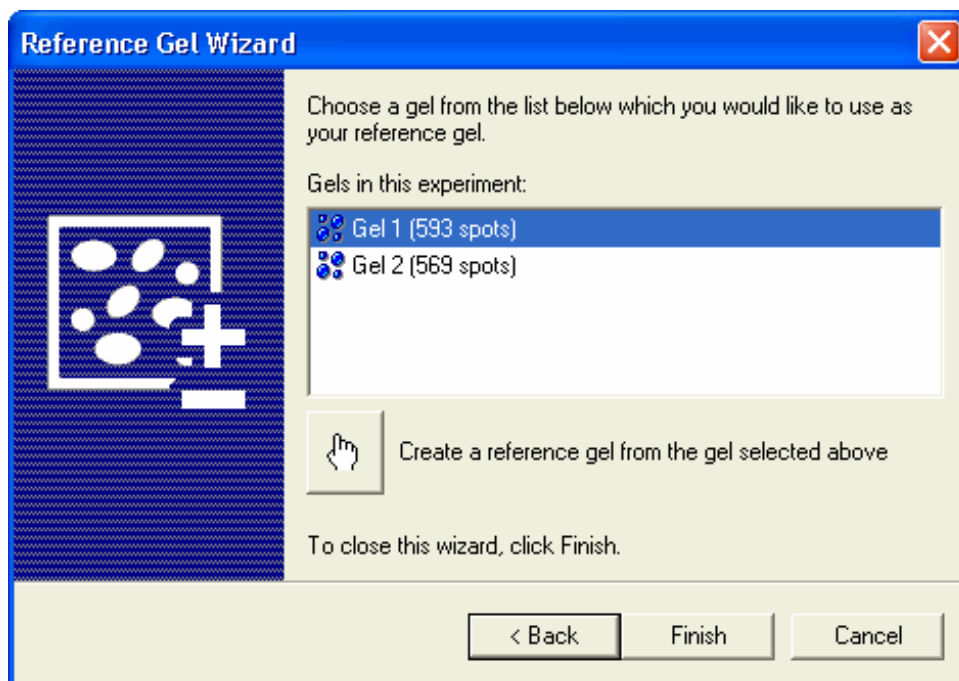 Reference Gel Wizard
Choose a gel from the list below which you would like to use as
your reference gel.
Gels in this experiment:
Gel 1 (593 spots)
Gel 2 (569 spots)
Create a reference gel from the gel selected above
To close this wizard, click Finish.
< Back Finish Cancel